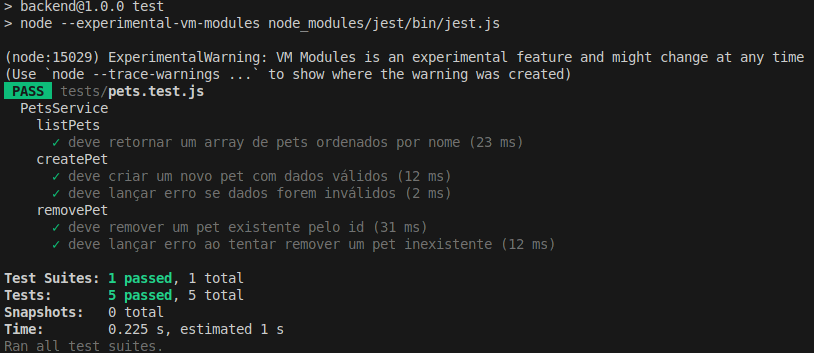 > backend@1.0.0 test
> node --experimental-vm-modules node_modules/jest/bin/jest.js
(node:15029) ExperimentalWarning: VM Modules is an experimental feature and might change at any time
(Use `node --trace-warnings ...` to show where the warning was created)
PASS tests/pets.test.js
PetsService
listPets
✓ deve retornar um array de pets ordenados por nome (23 ms)
createPet
✓ deve criar um novo pet com dados válidos (12 ms)
✓ deve lançar erro se dados forem inválidos (2 ms)
removePet
✓ deve remover um pet existente pelo id (31 ms)
✓ deve lançar erro ao tentar remover um pet inexistente (12 ms)
Test Suites: 1 passed, 1 total
Tests: 5 passed, 5 total
Snapshots: 0 total
Time: 0.225 s, estimated 1 s
Ran all test suites.